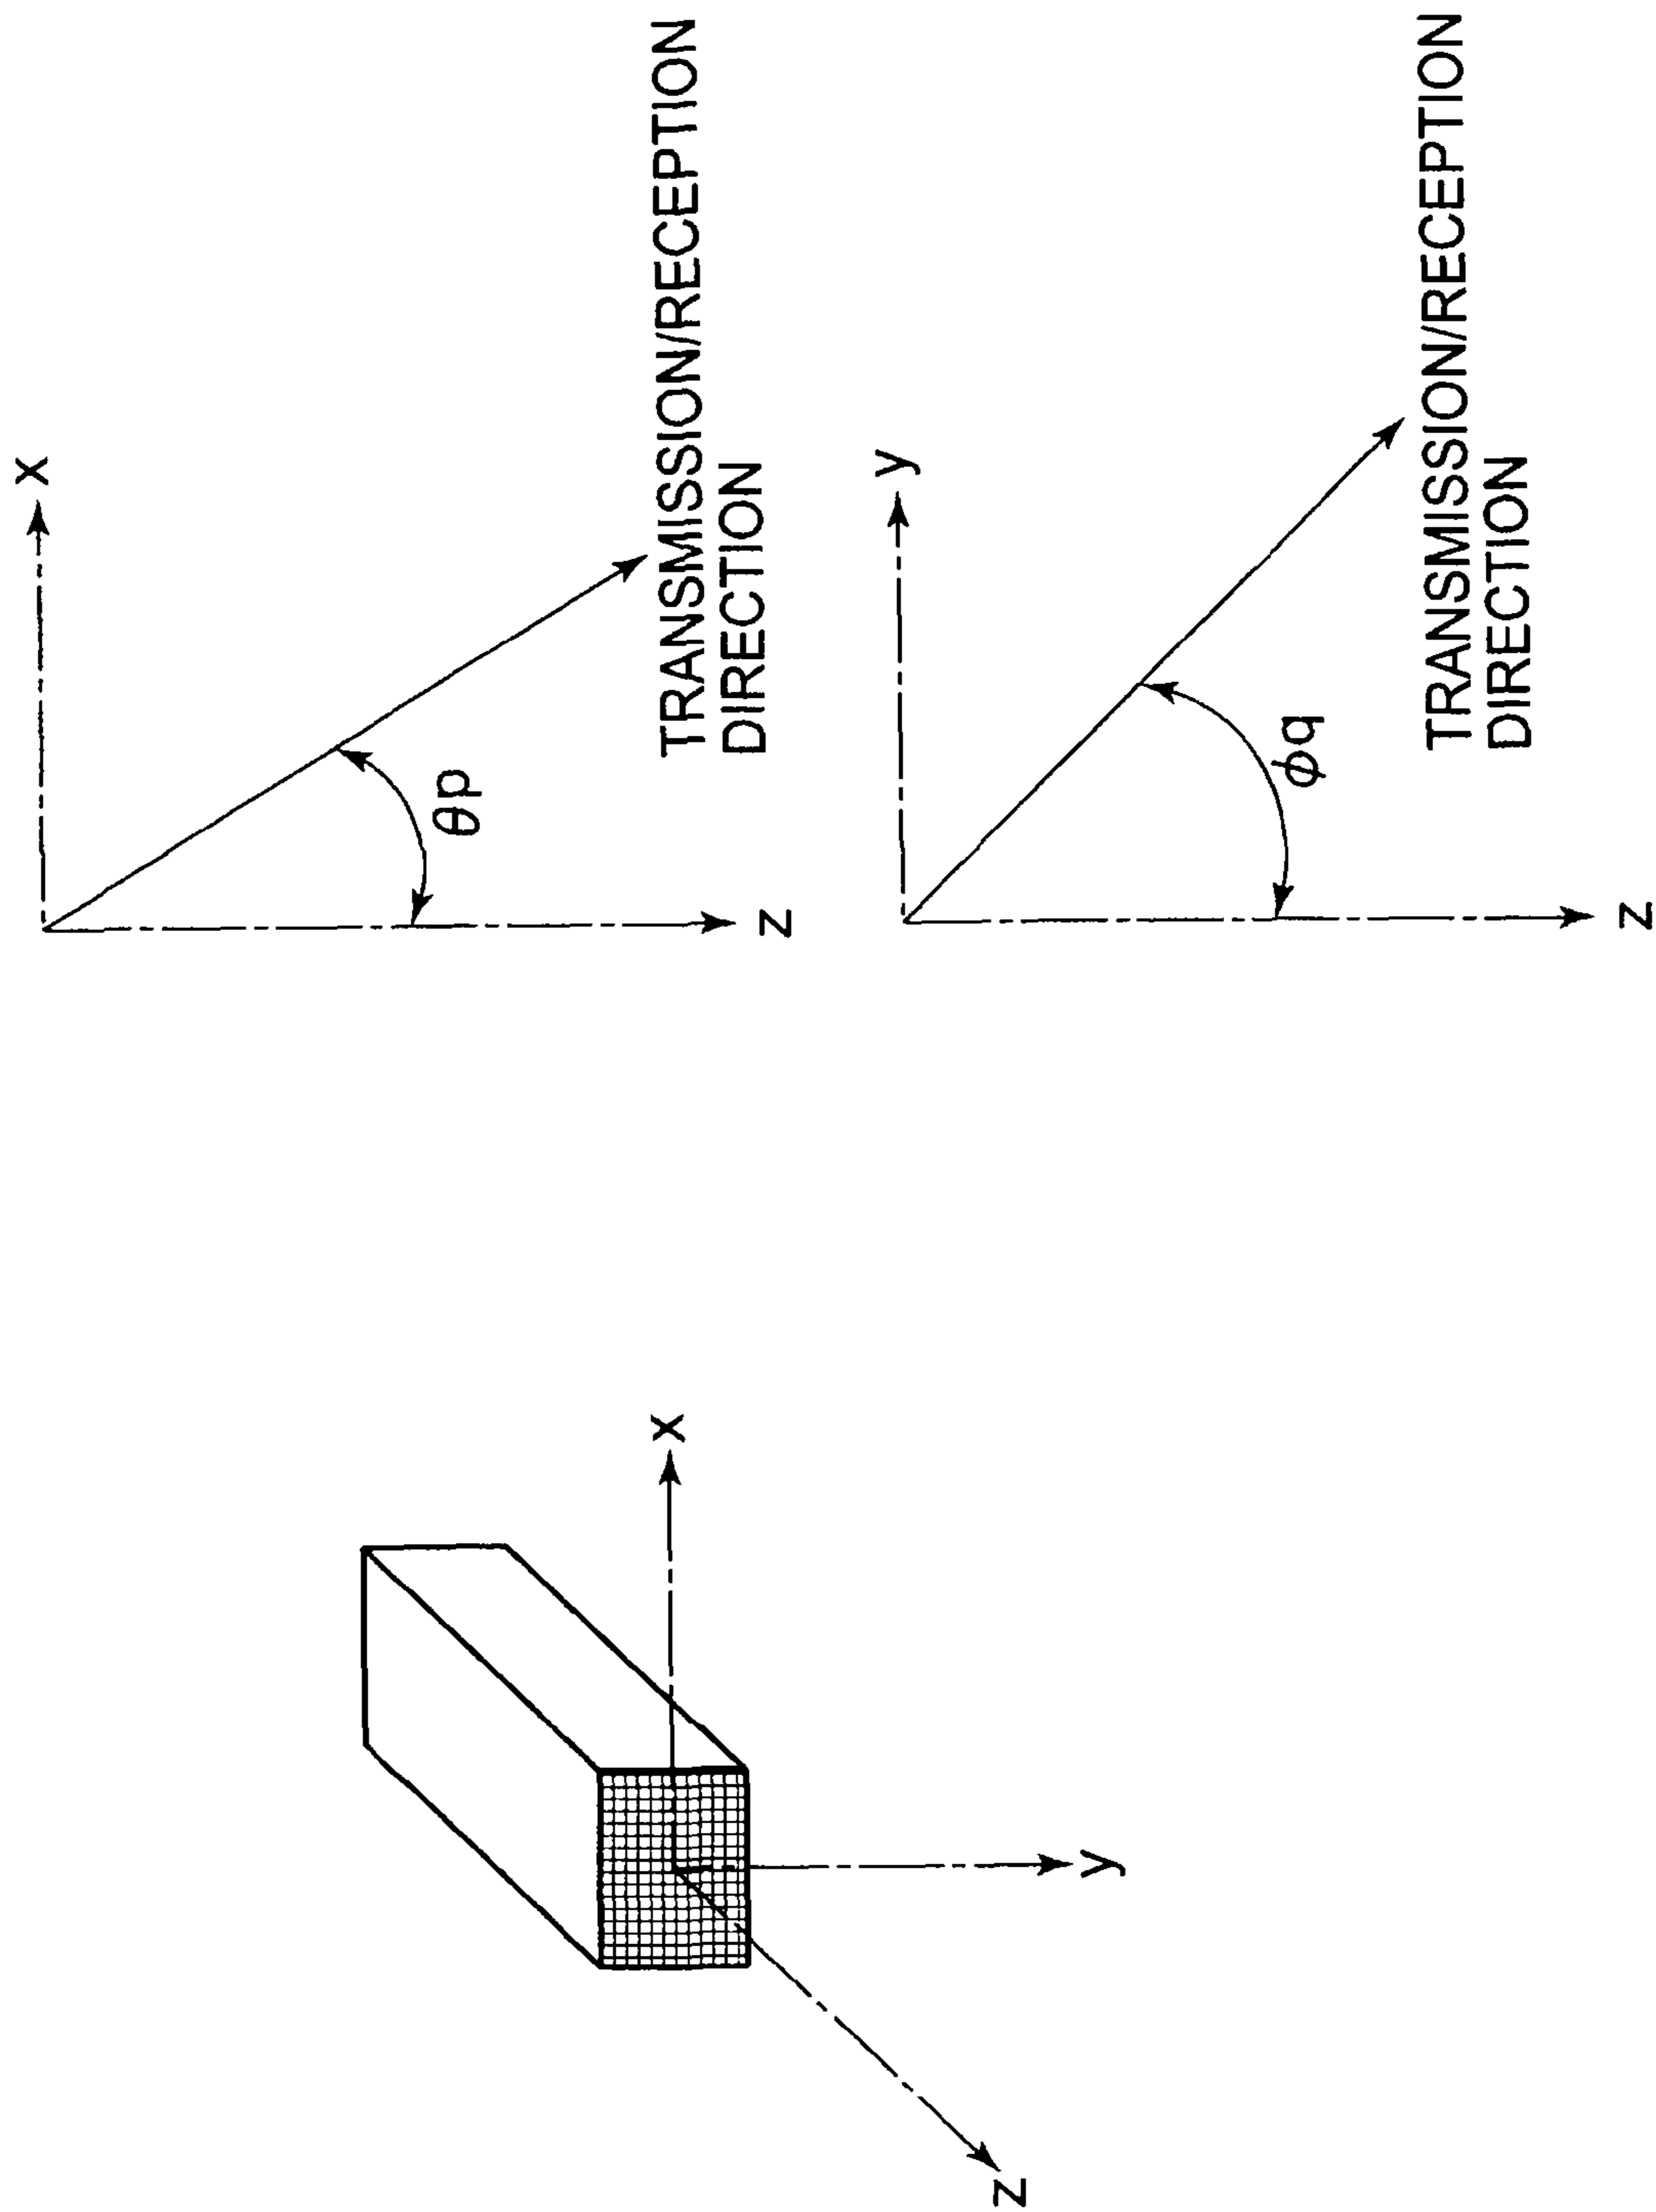 x
z
y
x
θp
TRANSMISSION/RECEPTION
DIRECTION
z
y
ϕq
TRANSMISSION/RECEPTION
DIRECTION
z